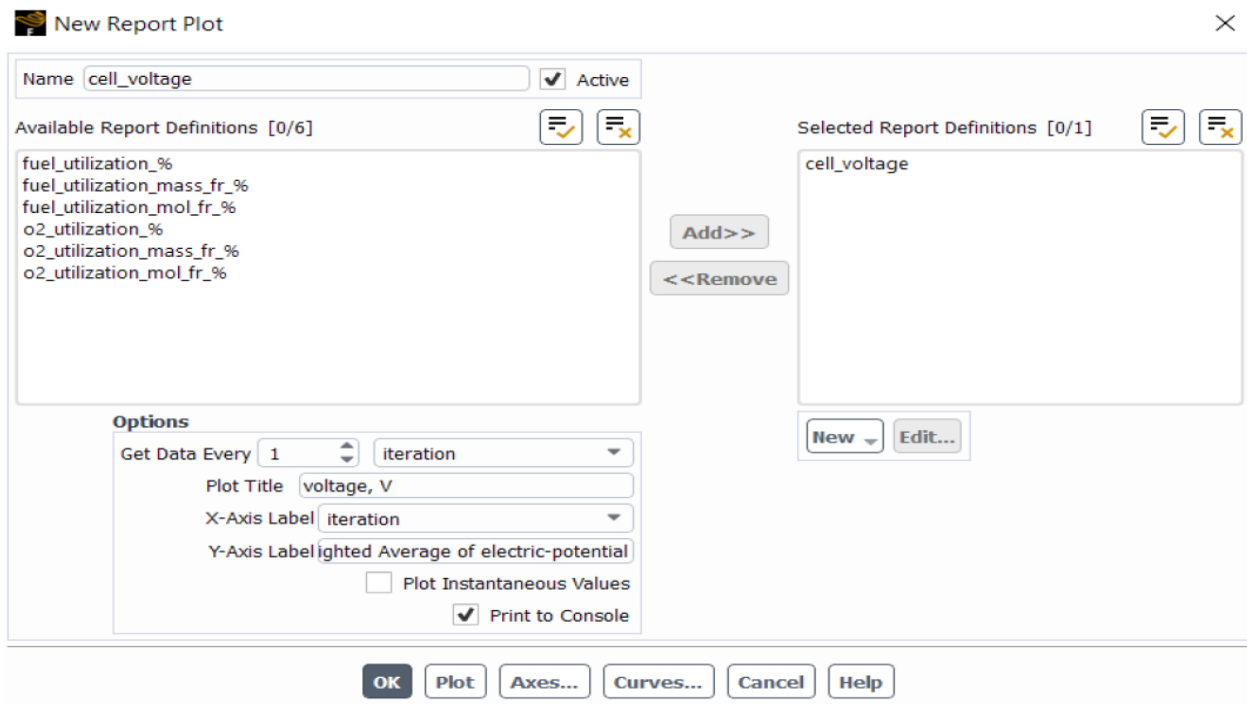 New Report Plot
Name cell_voltage Active
Available Report Definitions [0/6]
fuel_utilization_%
fuel_utilization_mass_fr_%
fuel_utilization_mol_fr_%
o2_utilization_%
o2_utilization_mass_fr_%
o2_utilization_mol_fr_%
Add>>
<<Remove
Selected Report Definitions [0/1]
cell_voltage
New Edit...
Options
Get Data Every 1 iteration
Plot Title voltage, V
X-Axis Label iteration
Y-Axis Label ighted Average of electric-potential
Plot Instantaneous Values
Print to Console
OK Plot Axes... Curves... Cancel Help